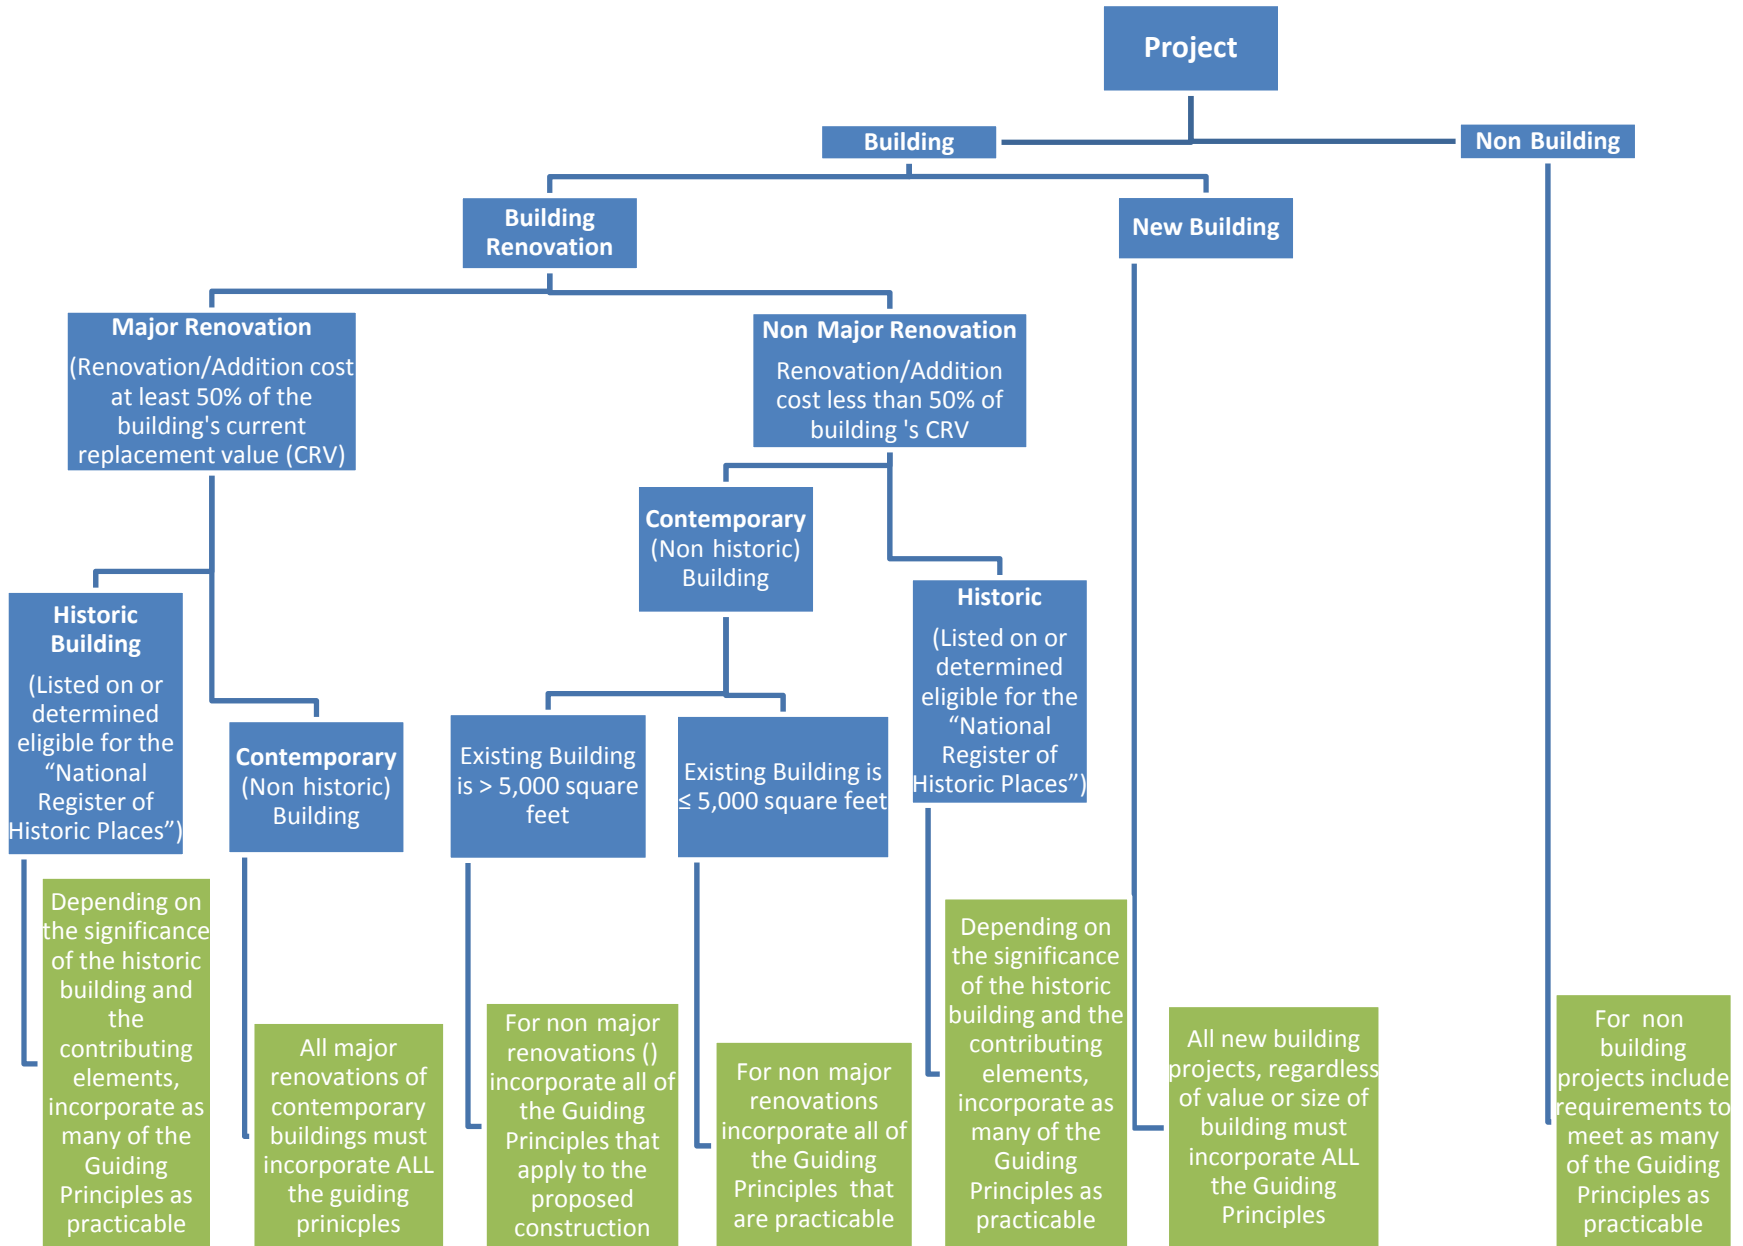 Project
Building
Non Building
Building
Renovation
New Building
Major Renovation
(Renovation/Addition cost
at least 50% of the
building's current
replacement value (CRV)
Non Major Renovation
Renovation/Addition
cost less than 50% of
building 's CRV
Contemporary
(Non historic)
Building
Historic
(Listed on or
determined
eligible for the
“National
Register of
Historic Places”)
Historic
Building
(Listed on or
determined
eligible for the
“National
Register of
Historic Places”)
Contemporary
(Non historic)
Building
Existing Building
is > 5,000 square
feet
Existing Building is
≤ 5,000 square feet
Depending on
the significance
of the historic
building and
the
contributing
elements,
incorporate as
many of the
Guiding
Principles as
practicable
All major
renovations of
contemporary
buildings must
incorporate ALL
the guiding
prinicples
For non major
renovations ()
incorporate all of
the Guiding
Principles that
apply to the
proposed
construction
For non major
renovations
incorporate all of
the Guiding
Principles that
are practicable
Depending on
the significance
of the historic
building and the
contributing
elements,
incorporate as
many of the
Guiding
Principles as
practicable
All new building
projects, regardless
of value or size of
building must
incorporate ALL
the Guiding
Principles
For non
building
projects include
requirements to
meet as many
of the Guiding
Principles as
practicable